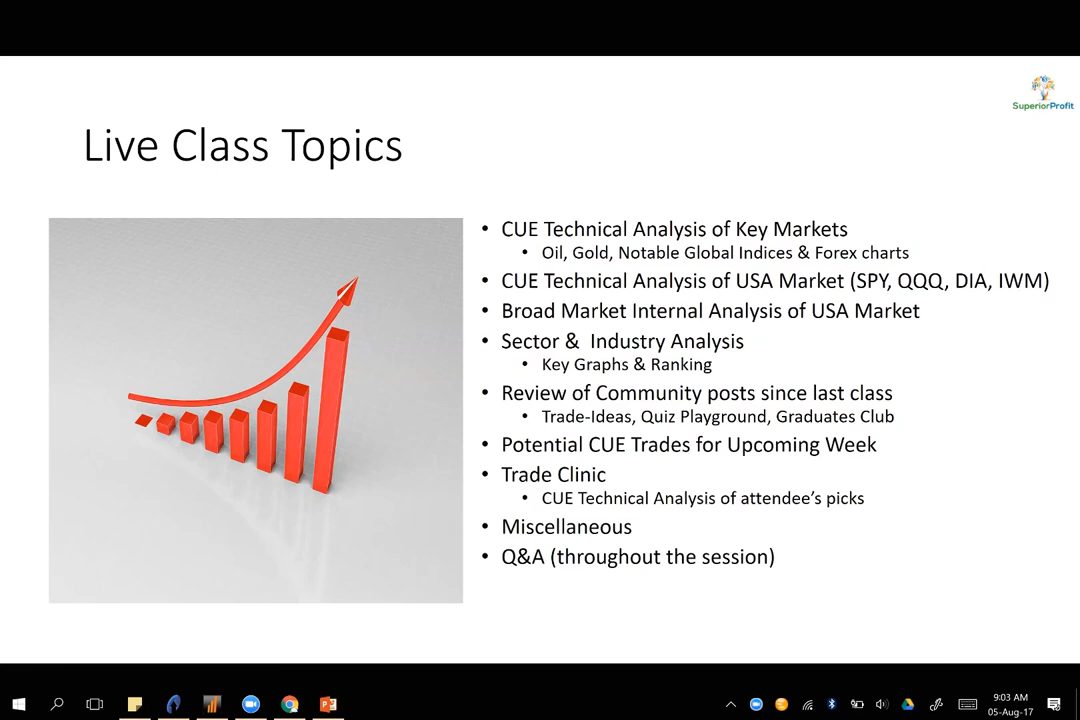 SuperiorProfit
Live Class Topics
• CUE Technical Analysis of Key Markets
• Oil, Gold, Notable Global Indices & Forex charts
• CUE Technical Analysis of USA Market (SPY, QQQ, DIA, IWM)
• Broad Market Internal Analysis of USA Market
• Sector & Industry Analysis
• Key Graphs & Ranking
• Review of Community posts since last class
• Trade-Ideas, Quiz Playground, Graduates Club
• Potential CUE Trades for Upcoming Week
• Trade Clinic
• CUE Technical Analysis of attendee's picks
• Miscellaneous
• Q&A (throughout the session)
9:03 AM
05-Aug-17